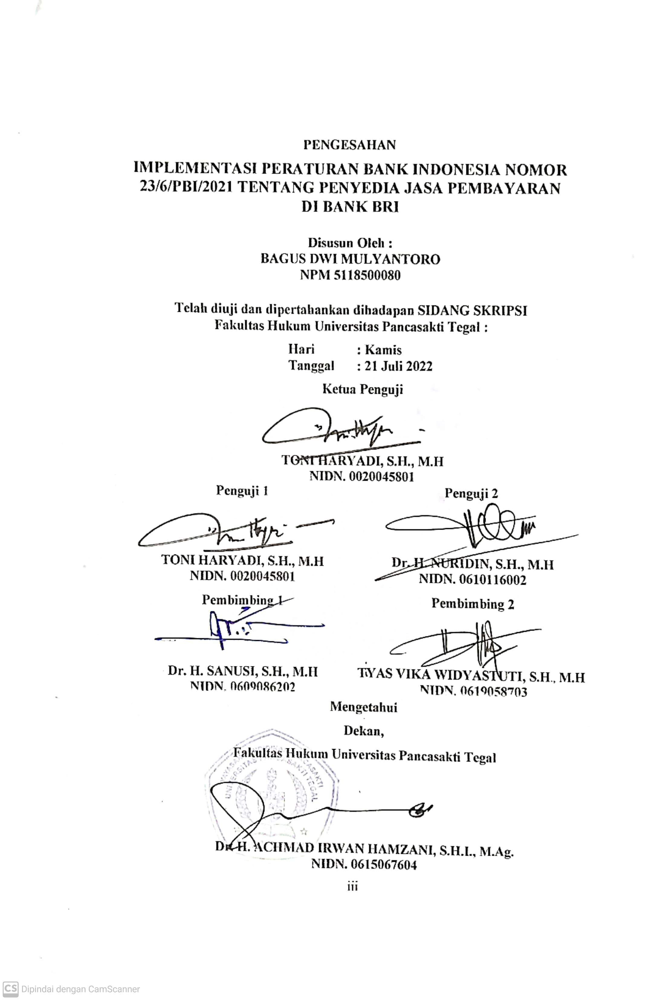 PENGESAHAN
IMPLEMENTASI PERATURAN BANK INDONESIA NOMOR
23/6/PBI/2021 TENTANG PENYEDIA JASA PEMBAYARAN
DI BANK BRI
Disusun Oleh :
BAGUS DWI MULYANTORO
NPM 5118500080
Telah diuji dan dipertahankan dihadapan SIDANG SKRIPSI
Fakultas Hukum Universitas Pancasakti Tegal :
Hari : Kamis
Tanggal : 21 Juli 2022
Ketua Penguji
TONI HARYADI, S.H., M.H
NIDN. 0020045801
Penguji 1 Penguji 2
TONI HARYADI, S.H., M.H Dr. H. NURIDIN, S.H., M.H
NIDN. 0020045801 NIDN. 0610116002
Pembimbing 1 Pembimbing 2
Dr. H. SANUSI, S.H., M.H TIYAS VIKA WIDYASTUTI, S.H., M.H
NIDN. 0609086202 NIDN. 0619058703
Mengetahui
Dekan,
Fakultas Hukum Universitas Pancasakti Tegal
UNIVERSITAS PANCASAKTI TEGAL
Dr. H. ACHMAD IRWAN HAMZANI, S.H.I., M.Ag.
NIDN. 0615067604
iii
CS Dipindai dengan CamScanner